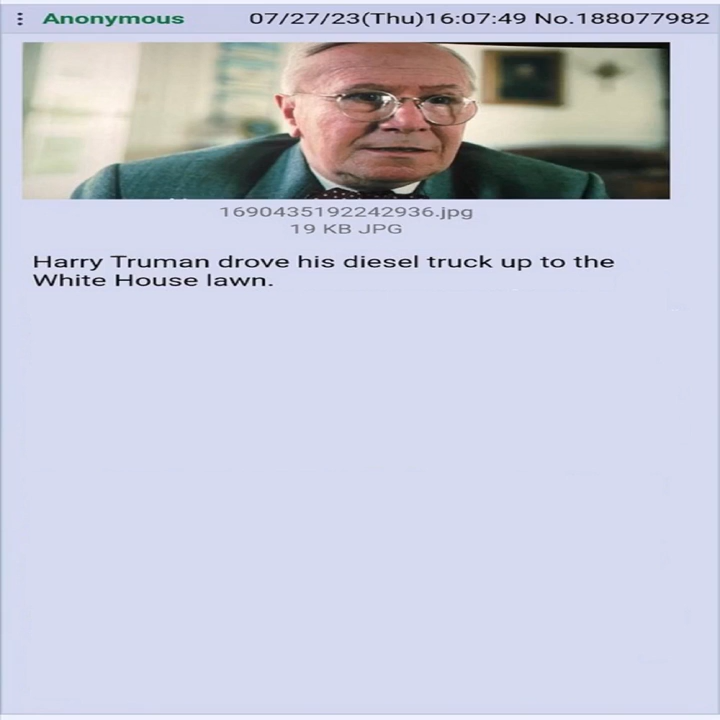 Anonymous 07/27/23(Thu)16:07:49 No.188077982
1690435192242936.jpg
19 KB JPG
Harry Truman drove his diesel truck up to the
White House lawn.